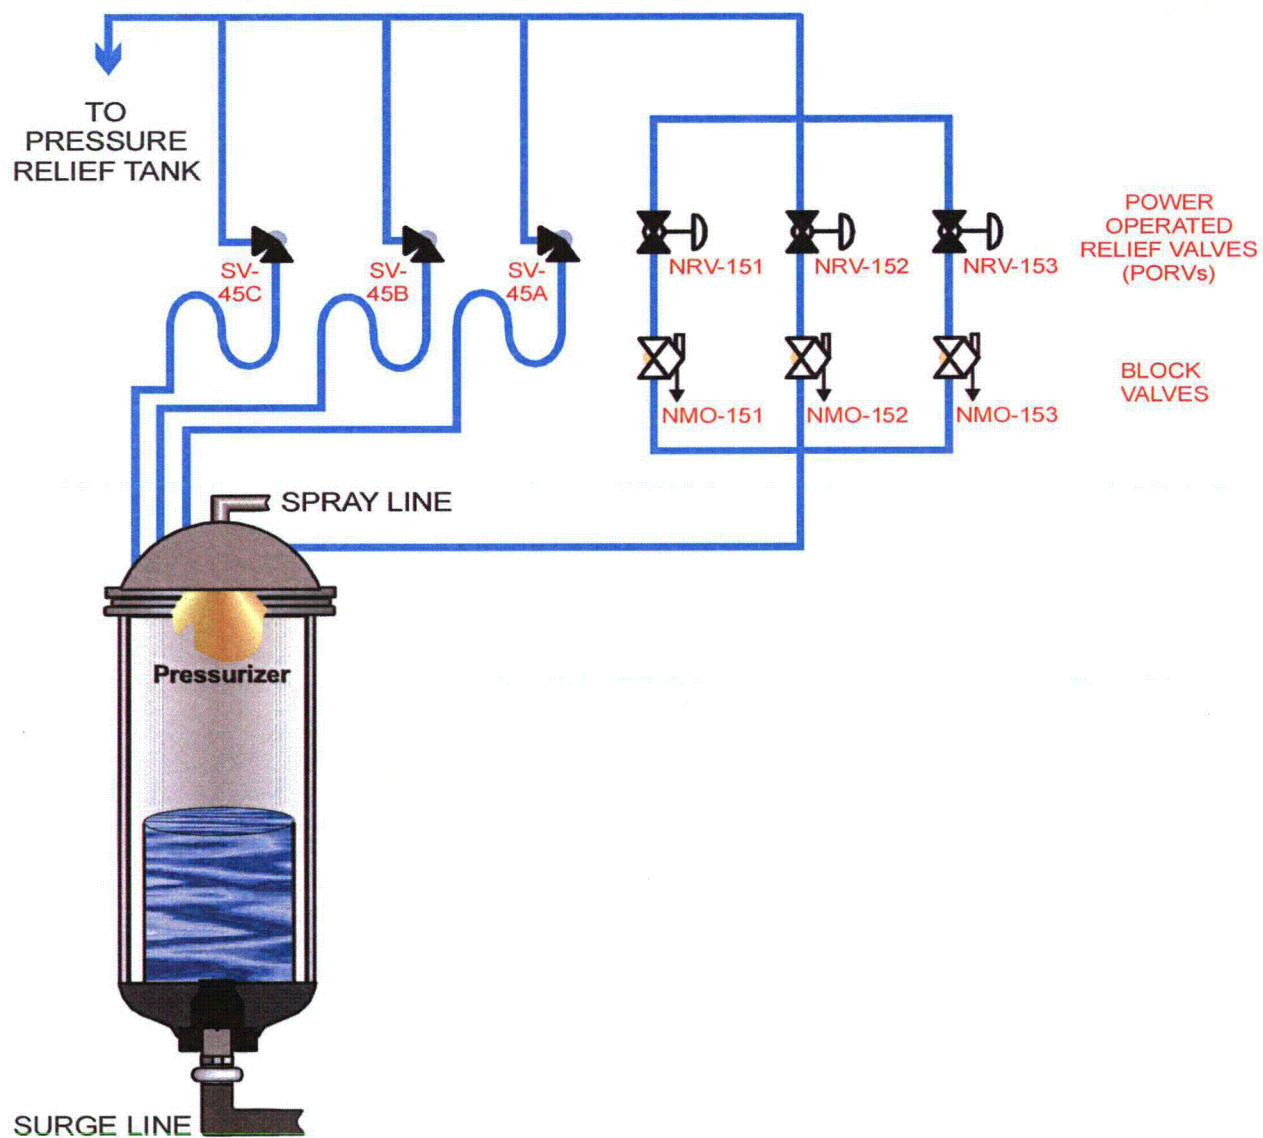 TO
PRESSURE
RELIEF TANK
SV-
45C
SV-
45B
SV-
45A
NRV-151
NRV-152
NRV-153
POWER
OPERATED
RELIEF VALVES
(PORVs)
NMO-151
NMO-152
NMO-153
BLOCK
VALVES
SPRAY LINE
Pressurizer
SURGE LINE